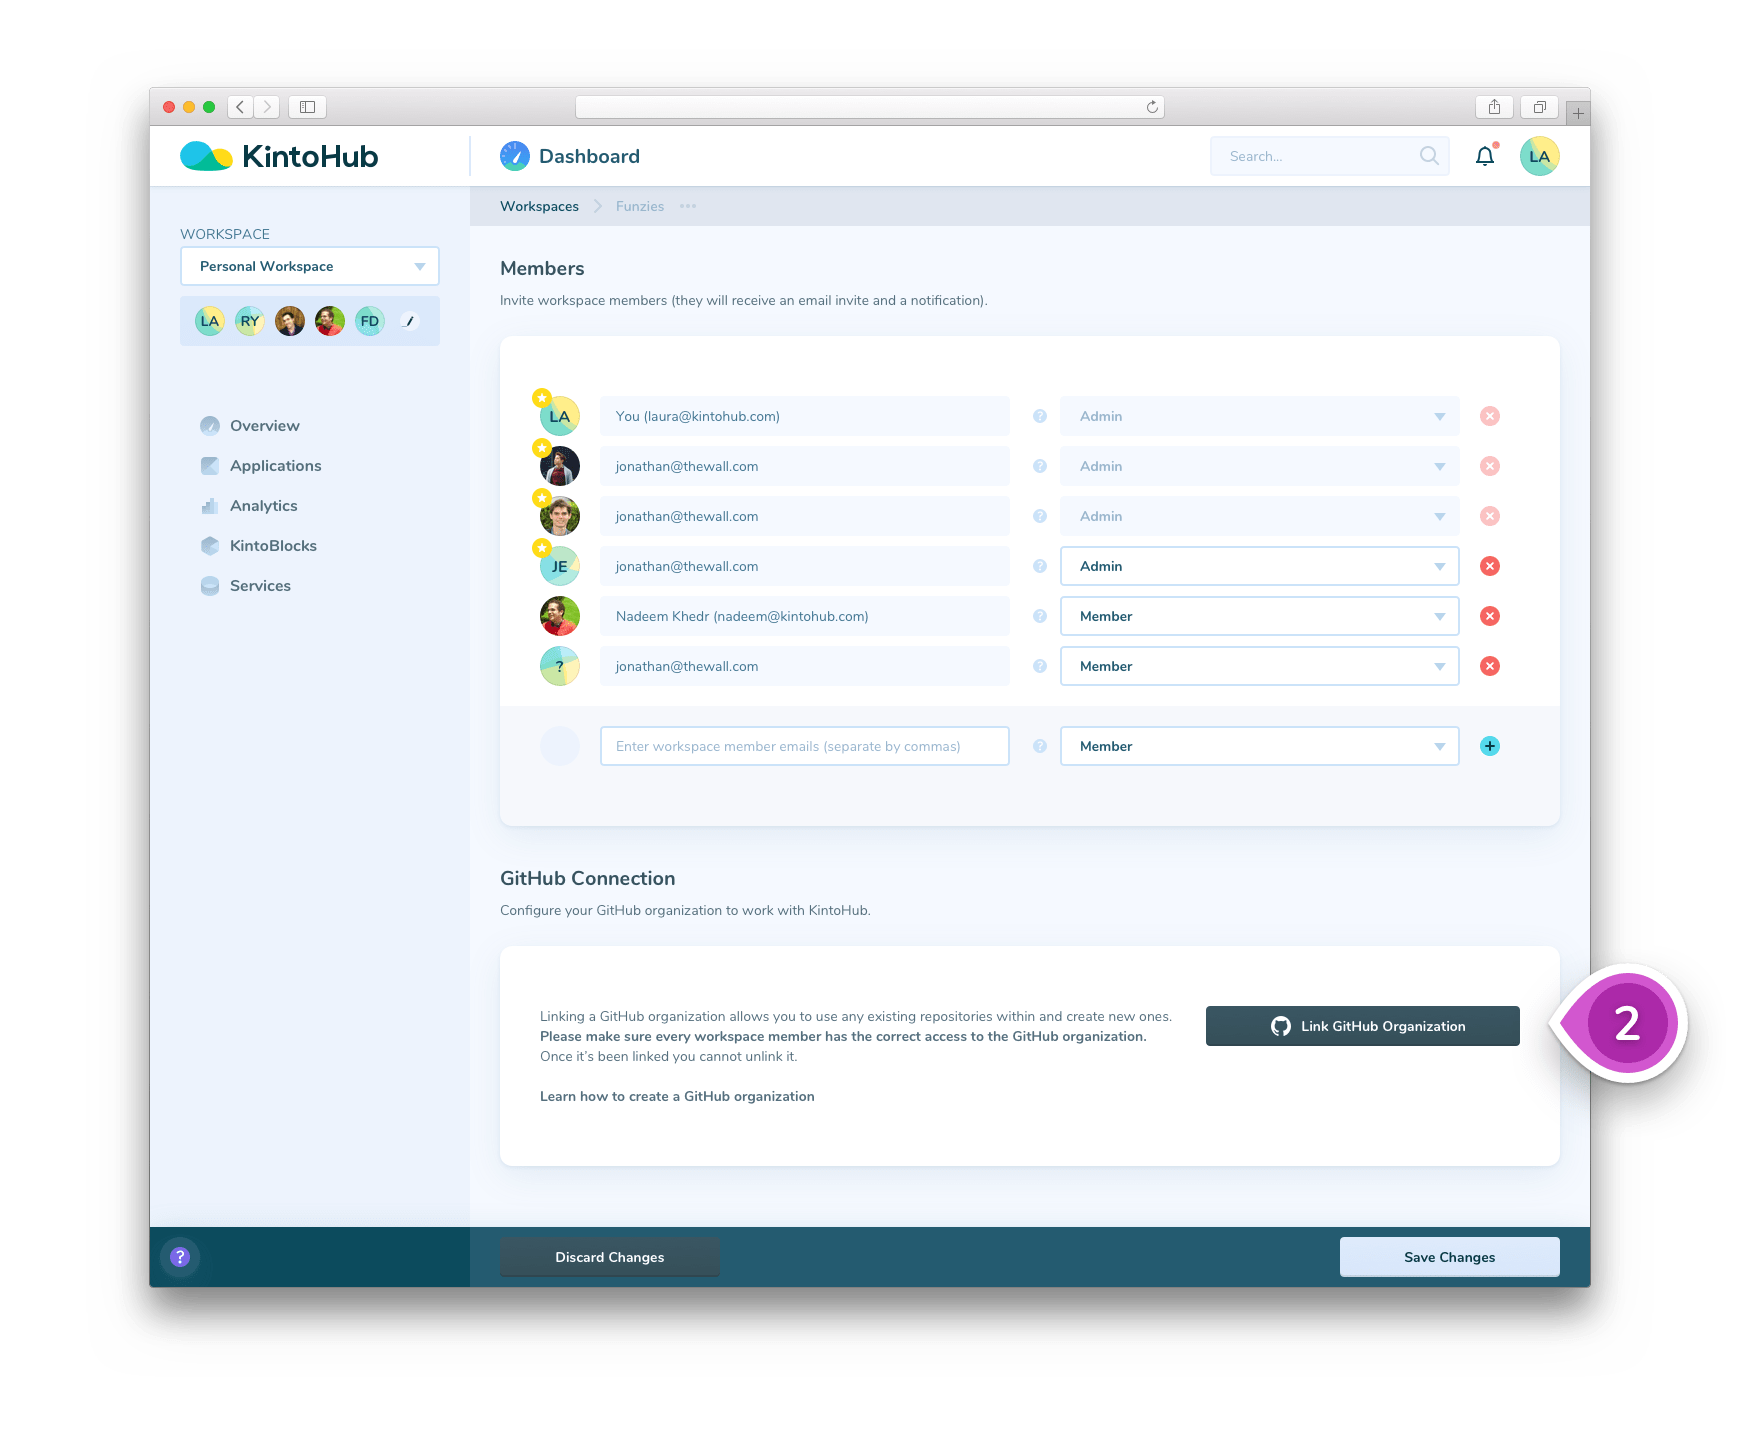 KintoHub
Dashboard
Search...
LA
Workspaces
Funzies
WORKSPACE
Personal Workspace
LA
RY
FD
Overview
Applications
Analytics
KintoBlocks
Services
Members
Invite workspace members (they will receive an email invite and a notification).
LA
You (laura@kintohub.com)
?
Admin
jonathan@thewall.com
?
Admin
jonathan@thewall.com
?
Admin
JE
jonathan@thewall.com
?
Admin
Nadeem Khedr (nadeem@kintohub.com)
?
Member
?
jonathan@thewall.com
?
Member
Enter workspace member emails (separate by commas)
?
Member
GitHub Connection
Configure your GitHub organization to work with KintoHub.
Linking a GitHub organization allows you to use any existing repositories within and create new ones.
Please make sure every workspace member has the correct access to the GitHub organization.
Once it's been linked you cannot unlink it.
Learn how to create a GitHub organization
Link GitHub Organization
2
?
Discard Changes
Save Changes